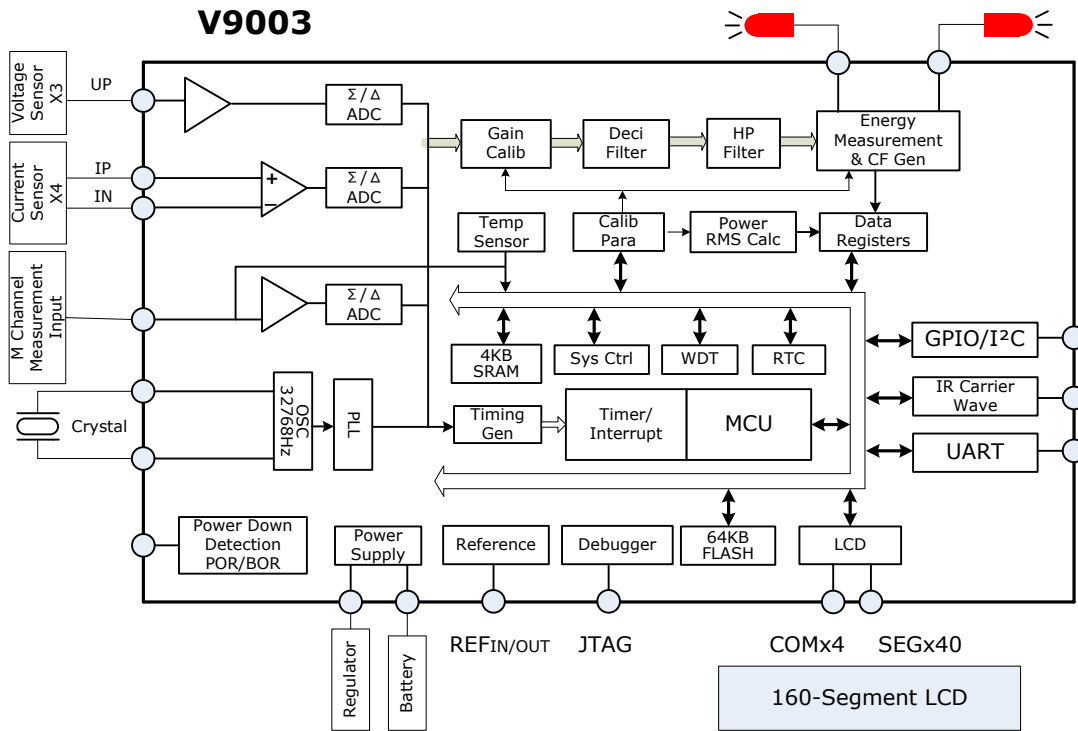 V9003
Voltage
Sensor
X3
UP
Σ/Δ
ADC
Gain
Calib
Deci
Filter
HP
Filter
Energy
Measurement
& CF Gen
Current
Sensor
X4
IP
IN
+
−
Σ/Δ
ADC
Temp
Sensor
Calib
Para
Power
RMS Calc
Data
Registers
M Channel
Measurement
Input
Σ/Δ
ADC
4KB
SRAM
Sys Ctrl
WDT
RTC
GPIO/I²C
Crystal
OSC
32768Hz
PLL
Timing
Gen
Timer/
Interrupt
MCU
IR Carrier
Wave
UART
Power Down
Detection
POR/BOR
Power
Supply
Reference
Debugger
64KB
FLASH
LCD
Regulator
Battery
REFIN/OUT
JTAG
COMx4
SEGx40
160-Segment LCD